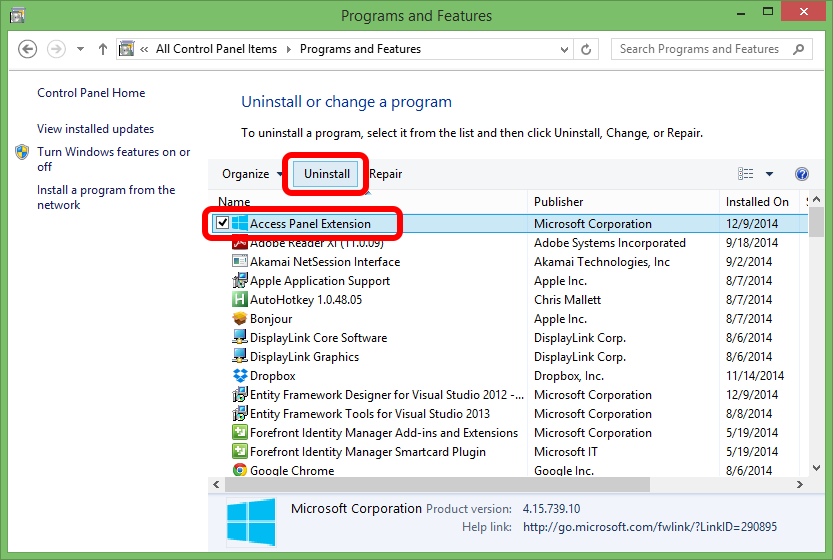 Programs and Features
« All Control Panel Items Programs and Features
Search Programs and Features
Control Panel Home
View installed updates
Turn Windows features on or
off
Install a program from the
network
Uninstall or change a program
To uninstall a program, select it from the list and then click Uninstall, Change, or Repair.
Organize Uninstall Repair
Name Publisher Installed On
Access Panel Extension Microsoft Corporation 12/9/2014
Adobe Reader XI (11.0.09) Adobe Systems Incorporated 9/18/2014
Akamai NetSession Interface Akamai Technologies, Inc 9/2/2014
Apple Application Support Apple Inc. 8/7/2014
AutoHotkey 1.0.48.05 Chris Mallett 8/7/2014
Bonjour Apple Inc. 8/7/2014
DisplayLink Core Software DisplayLink Corp. 8/6/2014
DisplayLink Graphics DisplayLink Corp. 8/6/2014
Dropbox Dropbox, Inc. 11/14/2014
Entity Framework Designer for Visual Studio 2012 -... Microsoft Corporation 12/9/2014
Entity Framework Tools for Visual Studio 2013 Microsoft Corporation 8/8/2014
Forefront Identity Manager Add-ins and Extensions Microsoft Corporation 5/19/2014
Forefront Identity Manager Smartcard Plugin Microsoft IT 5/19/2014
Google Chrome Google Inc. 8/6/2014
Microsoft Corporation Product version: 4.15.739.10
Help link: http://go.microsoft.com/fwlink/?LinkID=290895